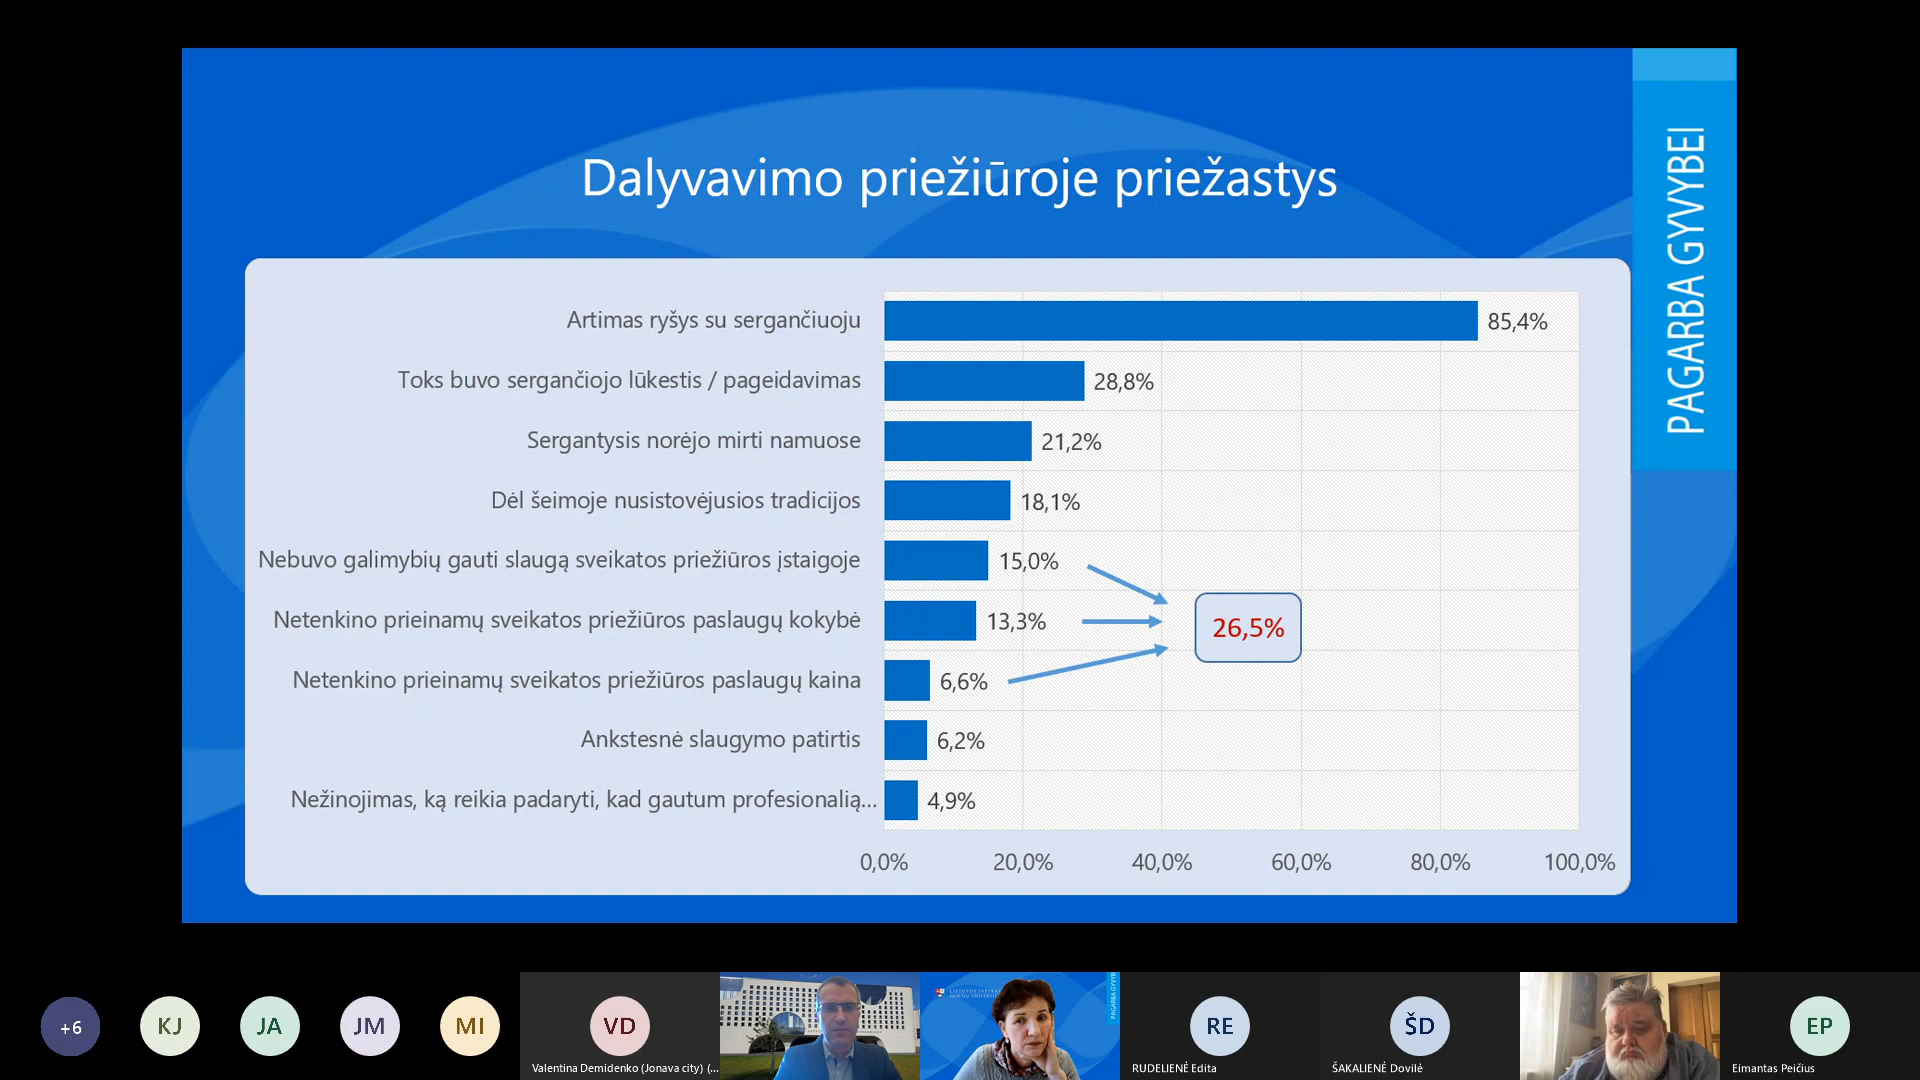 Dalyvavimo priežiūroje priežastys
PAGARBA GYVYBEI
Artimas ryšys su sergančiuoju
85,4%
Toks buvo sergančiojo lūkestis / pageidavimas
28,8%
Sergantysis norėjo mirti namuose
21,2%
Dėl šeimoje nusistovėjusios tradicijos
18,1%
Nebuvo galimybių gauti slaugą sveikatos priežiūros įstaigoje
15,0%
Netenkino prieinamų sveikatos priežiūros paslaugų kokybė
13,3%
26,5%
Netenkino prieinamų sveikatos priežiūros paslaugų kaina
6,6%
Ankstesnė slaugymo patirtis
6,2%
Nežinojimas, ką reikia padaryti, kad gautum profesionalią...
4,9%
0,0% 20,0% 40,0% 60,0% 80,0% 100,0%
+6
KJ
JA
JM
MI
VD
Valentina Demidenko (Jonava city) (...
RE
RUDELIENĖ Edita
ŠD
ŠAKALIENĖ Dovilė
EP
Eimantas Peičius